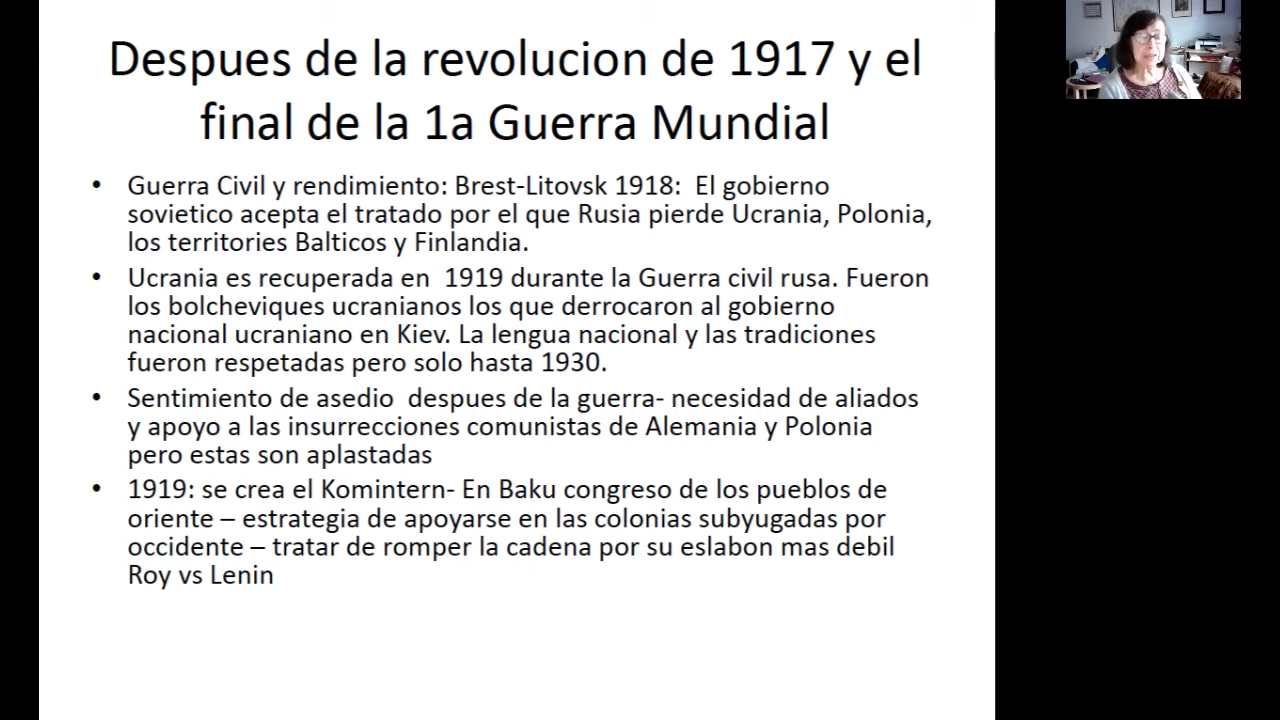 Despues de la revolucion de 1917 y el
final de la 1a Guerra Mundial
• Guerra Civil y rendimiento: Brest-Litovsk 1918: El gobierno
sovietico acepta el tratado por el que Rusia pierde Ucrania, Polonia,
los territories Balticos y Finlandia.
• Ucrania es recuperada en 1919 durante la Guerra civil rusa. Fueron
los bolcheviques ucranianos los que derrocaron al gobierno
nacional ucraniano en Kiev. La lengua nacional y las tradiciones
fueron respetadas pero solo hasta 1930.
• Sentimiento de asedio despues de la guerra- necesidad de aliados
y apoyo a las insurrecciones comunistas de Alemania y Polonia
pero estas son aplastadas
• 1919: se crea el Komintern- En Baku congreso de los pueblos de
oriente – estrategia de apoyarse en las colonias subyugadas por
occidente – tratar de romper la cadena por su eslabon mas debil
Roy vs Lenin